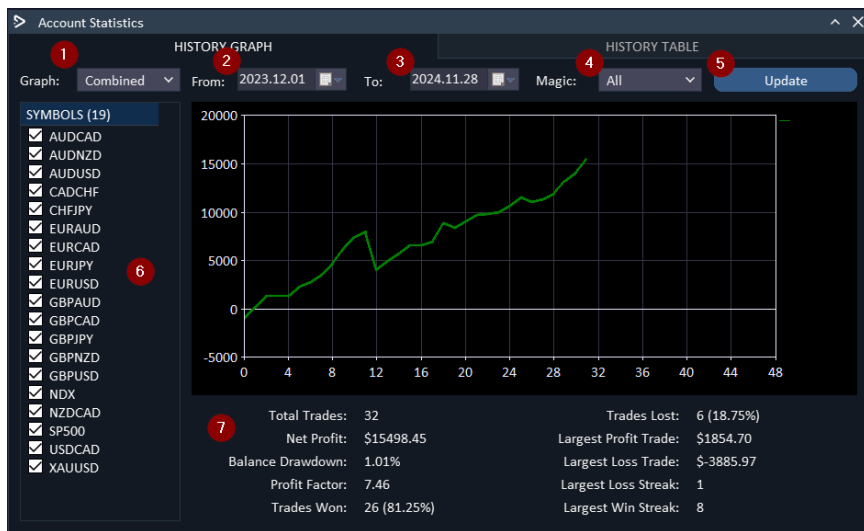 Account Statistics
HISTORY GRAPH HISTORY TABLE
1 2 3 4 5
Graph: Combined From: 2023.12.01 To: 2024.11.28 Magic: All Update
SYMBOLS (19)
AUDCAD
AUDNZD
AUDUSD
CADCHF
CHFJPY
EURAUD
EURCAD
EURJPY
EURUSD
GBPAUD
GBPCAD
GBPJPY
GBPNZD
GBPUSD
NDX
NZDCAD
SP500
USDCAD
XAUUSD
6
20000
15000
10000
5000
0
-5000
0 4 8 12 16 20 24 28 32 36 40 44 48
7
Total Trades: 32 Trades Lost: 6 (18.75%)
Net Profit: $15498.45 Largest Profit Trade: $1854.70
Balance Drawdown: 1.01% Largest Loss Trade: $-3885.97
Profit Factor: 7.46 Largest Loss Streak: 1
Trades Won: 26 (81.25%) Largest Win Streak: 8